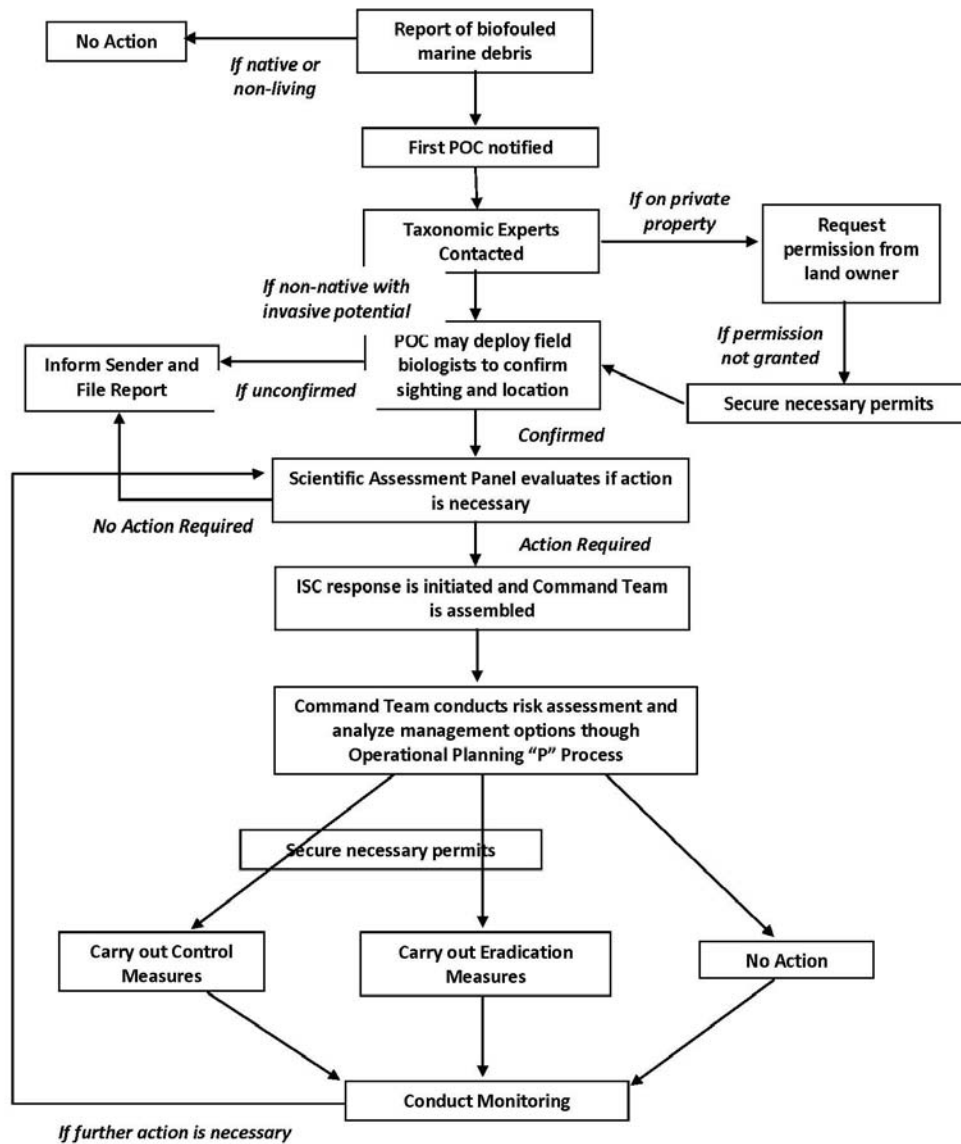 No Action
Report of biofouled
marine debris
If native or
non-living
First POC notified
If on private
property
Taxonomic Experts
Contacted
Request
permission from
land owner
If non-native with
invasive potential
POC may deploy field
biologists to confirm
sighting and location
If permission
not granted
Inform Sender and
File Report
If unconfirmed
Secure necessary permits
Confirmed
Scientific Assessment Panel evaluates if action
is necessary
No Action Required
Action Required
ISC response is initiated and Command Team
is assembled
Command Team conducts risk assessment and
analyze management options though
Operational Planning “P” Process
Secure necessary permits
Carry out Control
Measures
Carry out Eradication
Measures
No Action
Conduct Monitoring
If further action is necessary